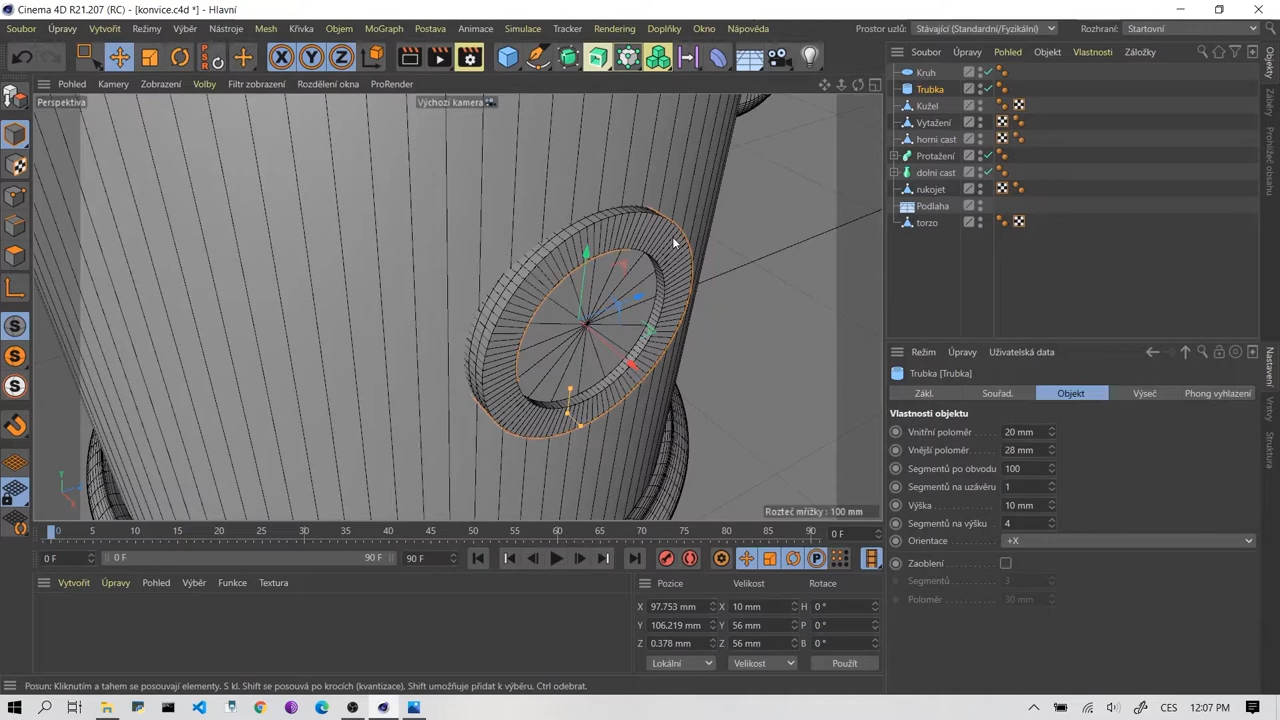 Cinema 4D R21.207 (RC) - [konvice.c4d *] - Hlavní
Soubor Úpravy Vytvořit Režimy Výběr Nástroje Mesh Křivka Objem MoGraph Postava Animace Simulace Tracker Rendering Doplňky Okno Nápověda
Prostor uzlů: Stávající (Standardní/Fyzikální) Rozhraní: Startovní
X Y Z
P
S
R
Pohled Kamery Zobrazení Volby Filtr zobrazení Rozdělení okna ProRender
Perspektiva
Výchozí kamera
Rozteč mřížky : 100 mm
Y
Z
X
S
S
S
Soubor Úpravy Pohled Objekt Vlastnosti Záložky
Kruh
Trubka
Kužel
Vytažení
horni cast
Protažení
dolni cast
rukojet
Podlaha
torzo
Objekty
Záběry
Prohlížeč obsahu
Režim Úpravy Uživatelská data
Trubka [Trubka]
Zákl. Souřad. Objekt Výseč Phong vyhlazení
Vlastnosti objektu
Vnitřní poloměr 20 mm
Vnější poloměr 28 mm
Segmentů po obvodu 100
Segmentů na uzávěru 1
Výška 10 mm
Segmentů na výšku 4
Orientace +X
Zaoblení
Segmentů 3
Poloměr 30 mm
Nastavení
Vrstvy
Struktura
0 5 10 15 20 25 30 35 40 45 50 55 60 65 70 75 80 85 90 0 F
0 F 0 F 90 F 90 F
P
Vytvořit Úpravy Pohled Výběr Funkce Textura
Pozice Velikost Rotace
X 97.753 mm X 10 mm H 0 °
Y 106.219 mm Y 56 mm P 0 °
Z 0.378 mm Z 56 mm B 0 °
Lokální Velikost Použít
Posun: Kliknutím a tahem se posouvají elementy. S kl. Shift se posouvá po krocích (kvantizace). Shift umožňuje přidat k výběru, Ctrl odebrat.
CES 12:07 PM